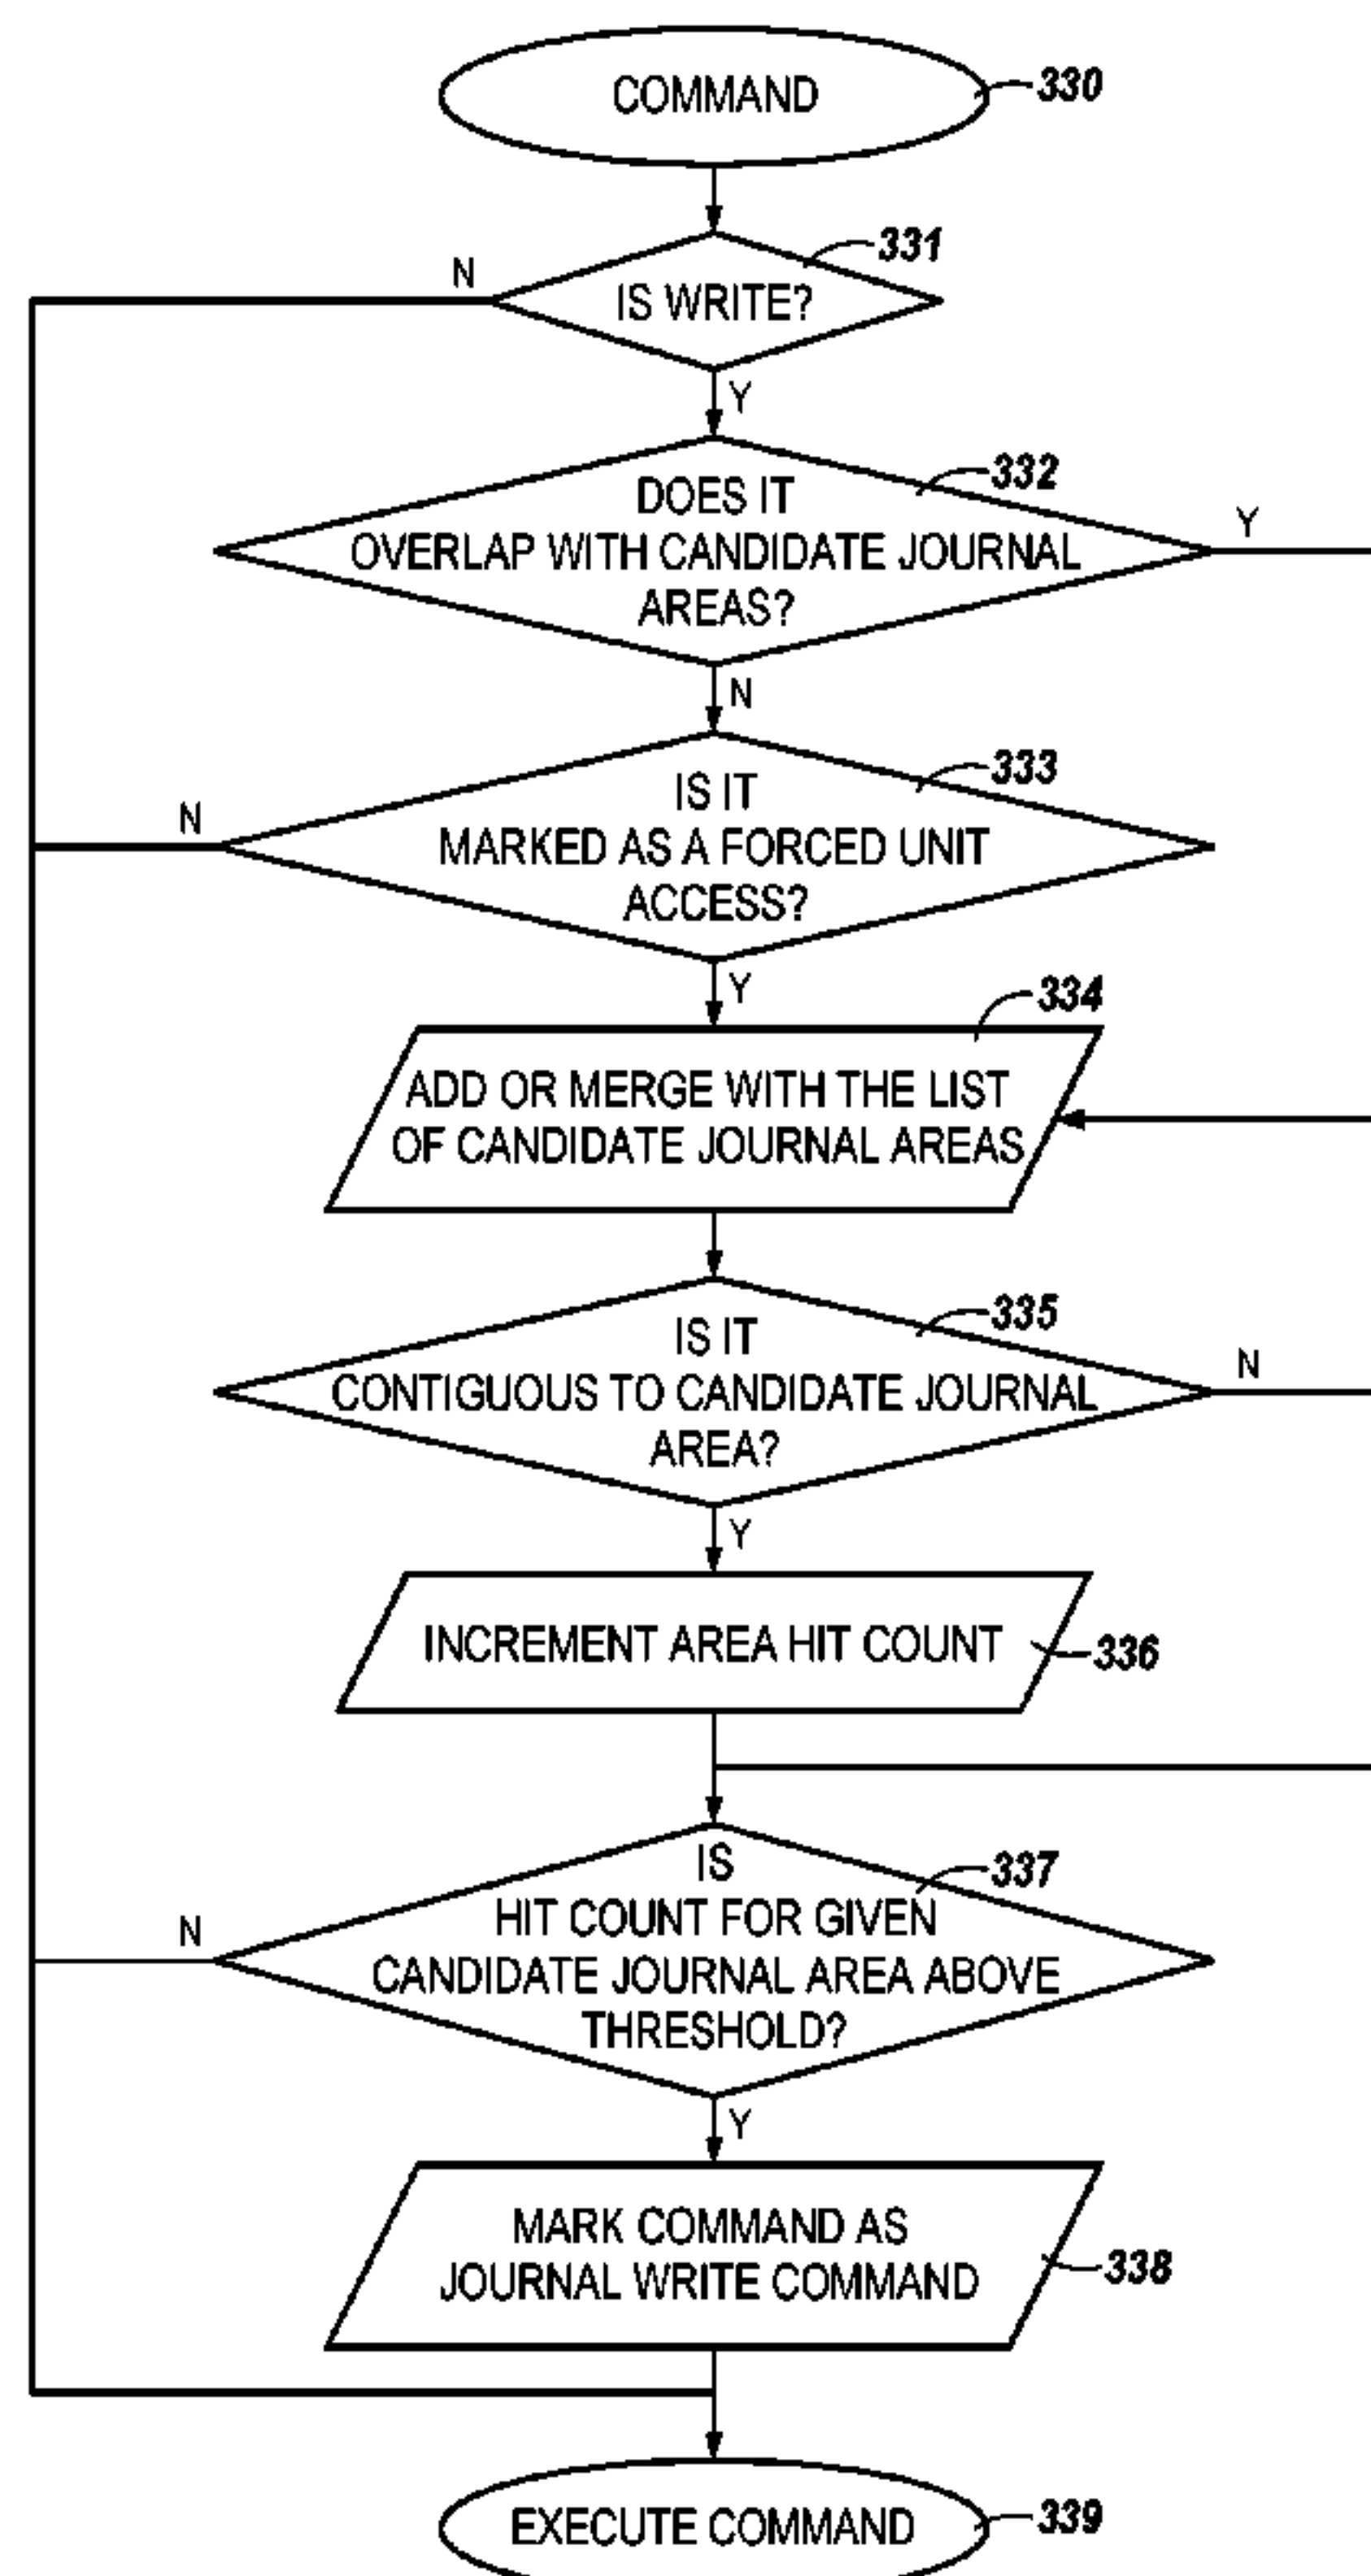 COMMAND
330
331
N
IS WRITE?
Y
332
DOES IT
OVERLAP WITH CANDIDATE JOURNAL
AREAS?
Y
N
333
IS IT
MARKED AS A FORCED UNIT
ACCESS?
N
Y
334
ADD OR MERGE WITH THE LIST
OF CANDIDATE JOURNAL AREAS
335
IS IT
CONTIGUOUS TO CANDIDATE JOURNAL
AREA?
N
Y
INCREMENT AREA HIT COUNT
336
337
IS
HIT COUNT FOR GIVEN
CANDIDATE JOURNAL AREA ABOVE
THRESHOLD?
N
Y
MARK COMMAND AS
JOURNAL WRITE COMMAND
338
EXECUTE COMMAND
339